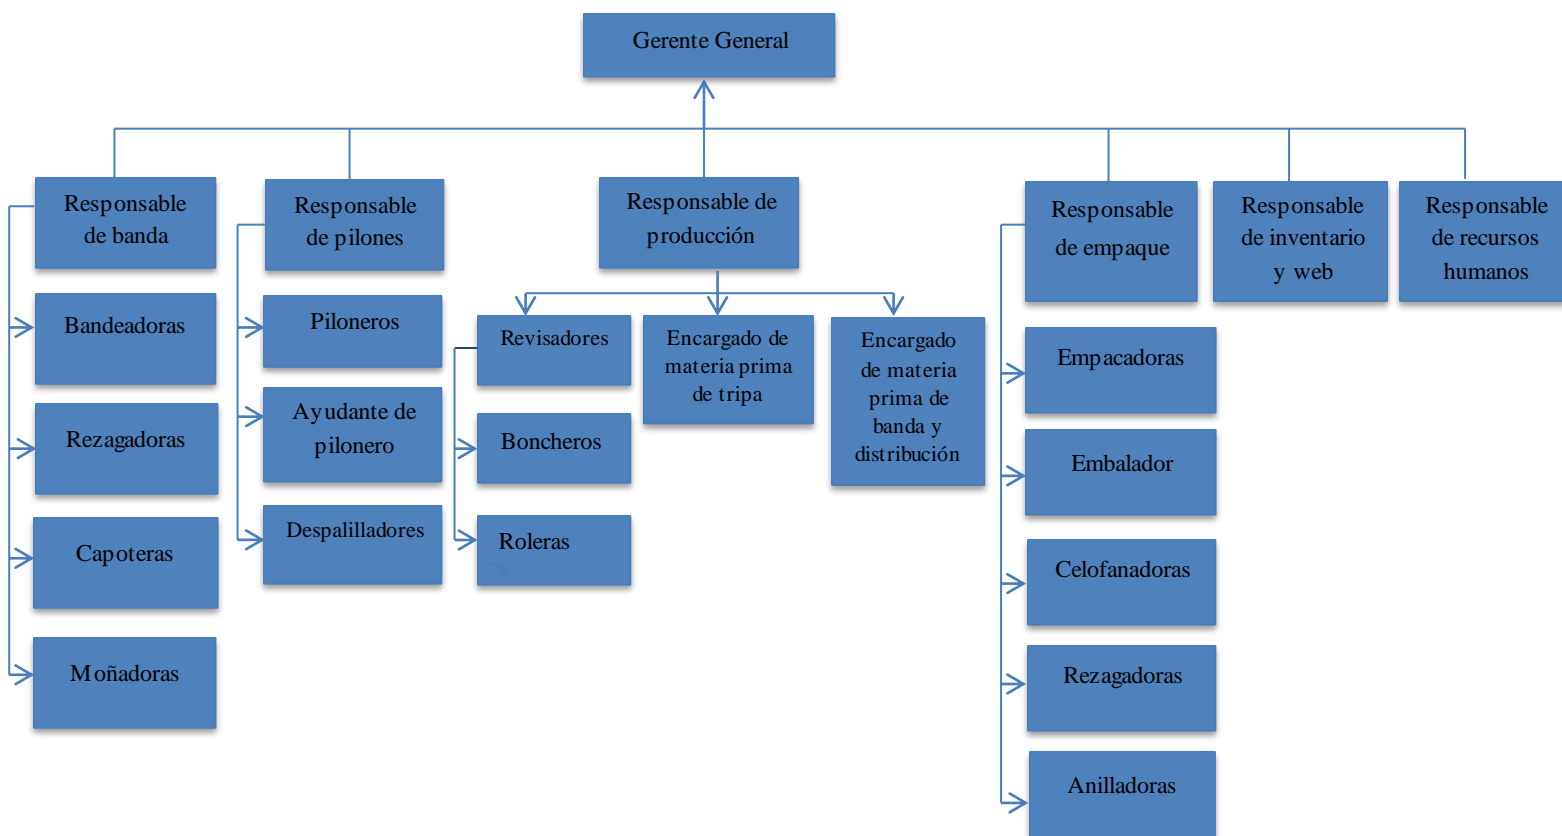 Gerente General
Responsable
de banda
Responsable
de pilones
Responsable de
producción
Responsable
de empaque
Responsable
de inventario
y web
Responsable
de recursos
humanos
Bandeadoras
Rezagadoras
Capoteras
Moñadoras
Piloneros
Ayudante de
pilonero
Despalilladores
Revisadores
Boncheros
Roleras
Encargado de
materia prima
de tripa
Encargado
de materia
prima de
banda y
distribución
Empacadoras
Embalador
Celofanadoras
Rezagadoras
Anilladoras